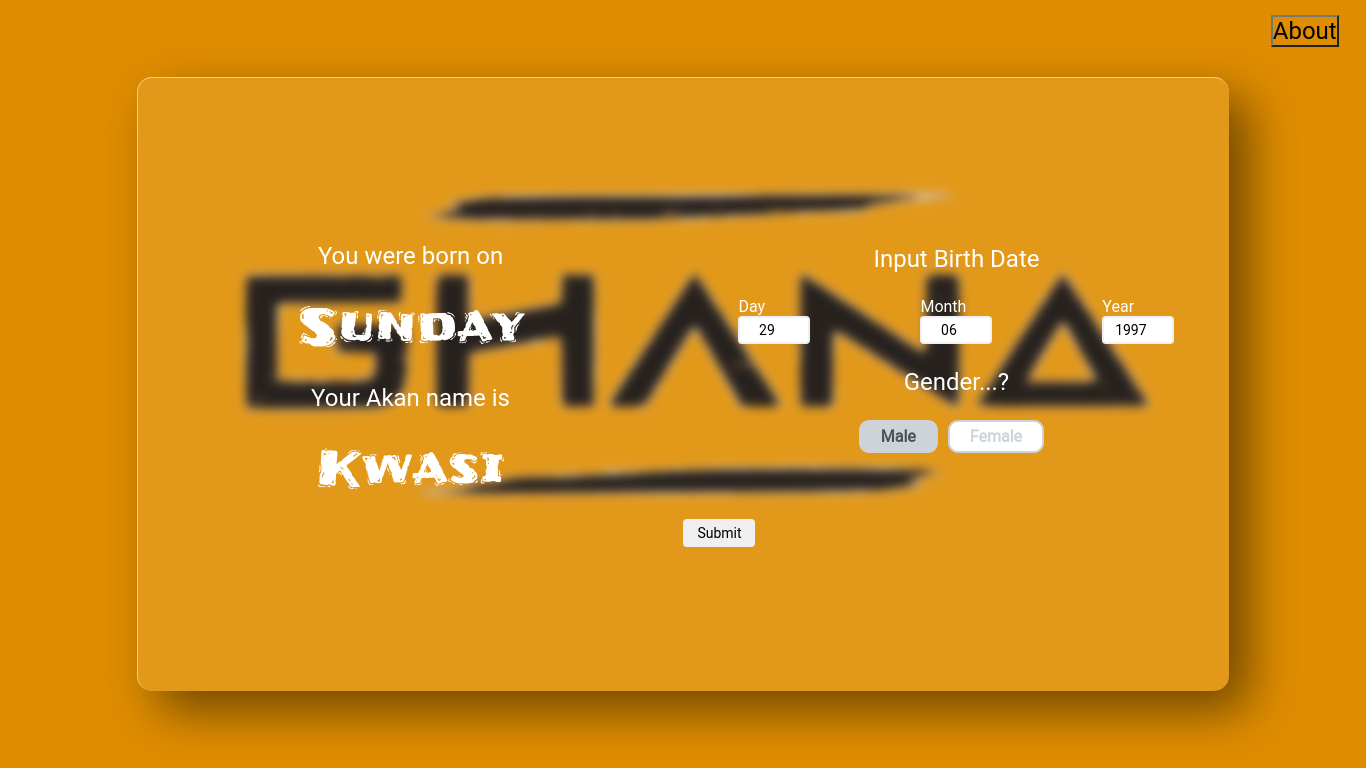 About
GHANA
You were born on
Sunday
Your Akan name is
Kwasi
Input Birth Date
Day Month Year
29 06 1997
Gender...?
Male Female
Submit